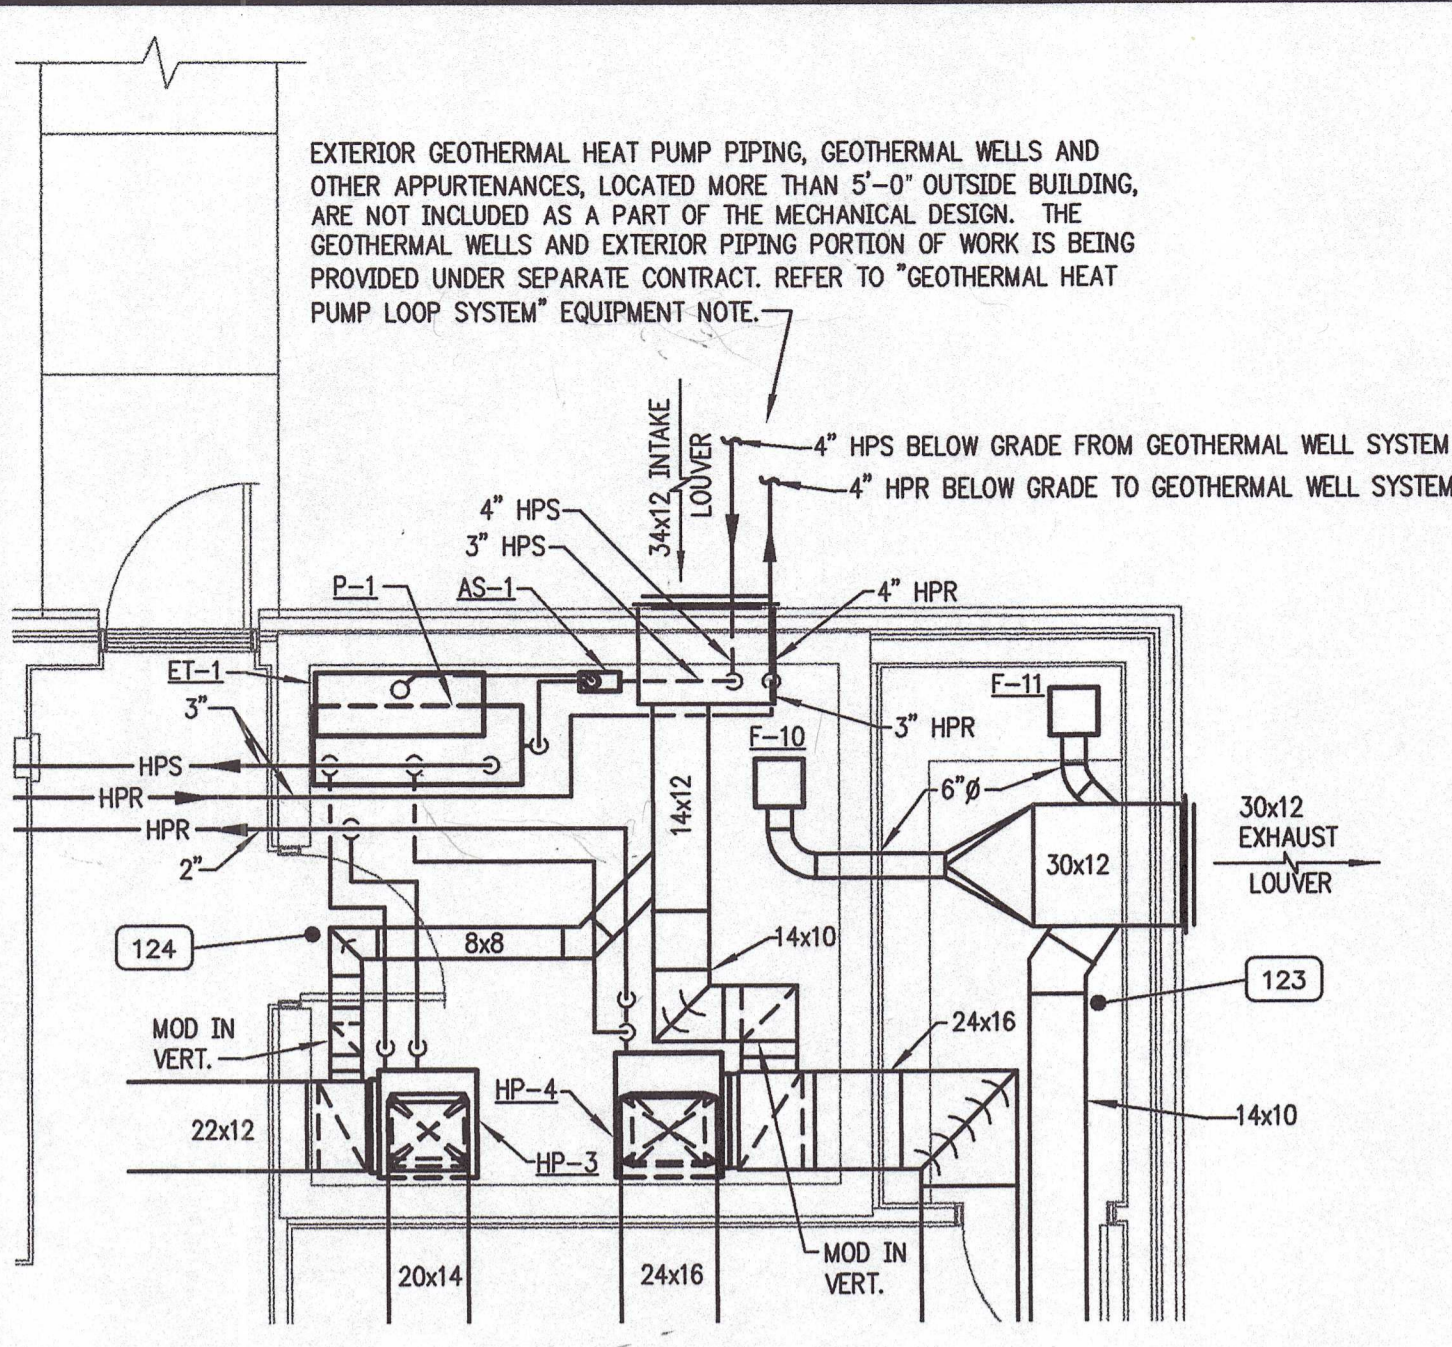 EXTERIOR GEOTHERMAL HEAT PUMP PIPING, GEOTHERMAL WELLS AND
OTHER APPURTENANCES, LOCATED MORE THAN 5'-0" OUTSIDE BUILDING,
ARE NOT INCLUDED AS A PART OF THE MECHANICAL DESIGN. THE
GEOTHERMAL WELLS AND EXTERIOR PIPING PORTION OF WORK IS BEING
PROVIDED UNDER SEPARATE CONTRACT. REFER TO "GEOTHERMAL HEAT
PUMP LOOP SYSTEM" EQUIPMENT NOTE.
34x12 INTAKE
LOUVER
4" HPS BELOW GRADE FROM GEOTHERMAL WELL SYSTEM
4" HPR BELOW GRADE TO GEOTHERMAL WELL SYSTEM
4" HPS
3" HPS
P-1
AS-1
4" HPR
ET-1
3"
F-11
3" HPR
F-10
HPS
HPR
HPR
2"
14x12
6"Ø
30x12
30x12
EXHAUST
LOUVER
124
8x8
14x10
123
MOD IN
VERT.
24x16
HP-4
22x12
HP-3
14x10
MOD IN
VERT.
20x14
24x16